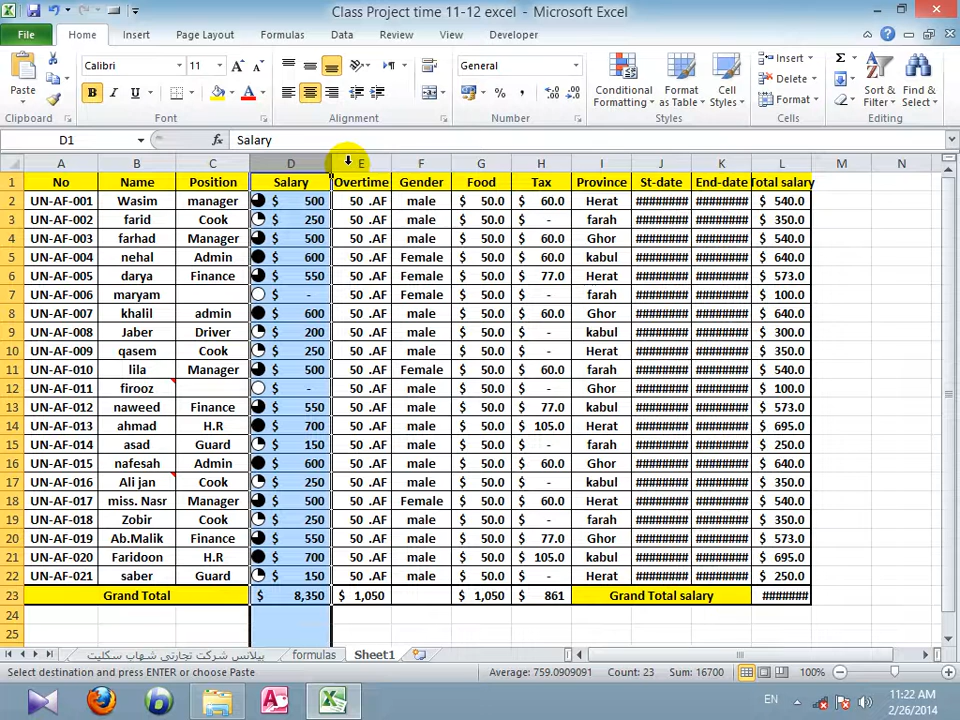 Class Project time 11-12 excel - Microsoft Excel
File Home Insert Page Layout Formulas Data Review View Developer
Paste Calibri 11 General Conditional Formatting Format as Table Cell Styles Insert Delete Format Sort & Filter Find & Select
Clipboard Font Alignment Number Styles Cells Editing
D1 fx Salary
A B C D E F G H I J K L M N
1 No Name Position Salary Overtime Gender Food Tax Province St-date End-date Total salary
2 UN-AF-001 Wasim manager $ 500 50 .AF male $ 50.0 $ 60.0 Herat ######## ######## $ 540.0
3 UN-AF-002 farid Cook $ 250 50 .AF male $ 50.0 $ - farah ######## ######## $ 350.0
4 UN-AF-003 farhad Manager $ 500 50 .AF male $ 50.0 $ 60.0 Ghor ######## ######## $ 540.0
5 UN-AF-004 nehal Admin $ 600 50 .AF Female $ 50.0 $ 60.0 kabul ######## ######## $ 640.0
6 UN-AF-005 darya Finance $ 550 50 .AF Female $ 50.0 $ 77.0 Herat ######## ######## $ 573.0
7 UN-AF-006 maryam $ - 50 .AF Female $ 50.0 $ - farah ######## ######## $ 100.0
8 UN-AF-007 khalil admin $ 600 50 .AF male $ 50.0 $ 60.0 Ghor ######## ######## $ 640.0
9 UN-AF-008 Jaber Driver $ 200 50 .AF male $ 50.0 $ - kabul ######## ######## $ 300.0
10 UN-AF-009 qasem Cook $ 250 50 .AF male $ 50.0 $ - Herat ######## ######## $ 350.0
11 UN-AF-010 lila Manager $ 500 50 .AF Female $ 50.0 $ 60.0 farah ######## ######## $ 540.0
12 UN-AF-011 firooz $ - 50 .AF male $ 50.0 $ - Ghor ######## ######## $ 100.0
13 UN-AF-012 naweed Finance $ 550 50 .AF male $ 50.0 $ 77.0 kabul ######## ######## $ 573.0
14 UN-AF-013 ahmad H.R $ 700 50 .AF male $ 50.0 $ 105.0 Herat ######## ######## $ 695.0
15 UN-AF-014 asad Guard $ 150 50 .AF male $ 50.0 $ - farah ######## ######## $ 250.0
16 UN-AF-015 nafesah Admin $ 600 50 .AF male $ 50.0 $ 60.0 Ghor ######## ######## $ 640.0
17 UN-AF-016 Ali jan Cook $ 250 50 .AF male $ 50.0 $ - kabul ######## ######## $ 350.0
18 UN-AF-017 miss. Nasr Manager $ 500 50 .AF Female $ 50.0 $ 60.0 Herat ######## ######## $ 540.0
19 UN-AF-018 Zobir Cook $ 250 50 .AF male $ 50.0 $ - farah ######## ######## $ 350.0
20 UN-AF-019 Ab.Malik Finance $ 550 50 .AF male $ 50.0 $ 77.0 Ghor ######## ######## $ 573.0
21 UN-AF-020 Faridoon H.R $ 700 50 .AF male $ 50.0 $ 105.0 kabul ######## ######## $ 695.0
22 UN-AF-021 saber Guard $ 150 50 .AF male $ 50.0 $ - Herat ######## ######## $ 250.0
23 Grand Total $ 8,350 $ 1,050 $ 1,050 $ 861 Grand Total salary #######
24
25
بیلانس شرکت تجارتی شهاب سکلیت formulas Sheet1
Select destination and press ENTER or choose Paste Average: 759.0909091 Count: 23 Sum: 16700 100%
EN 11:22 AM
2/26/2014